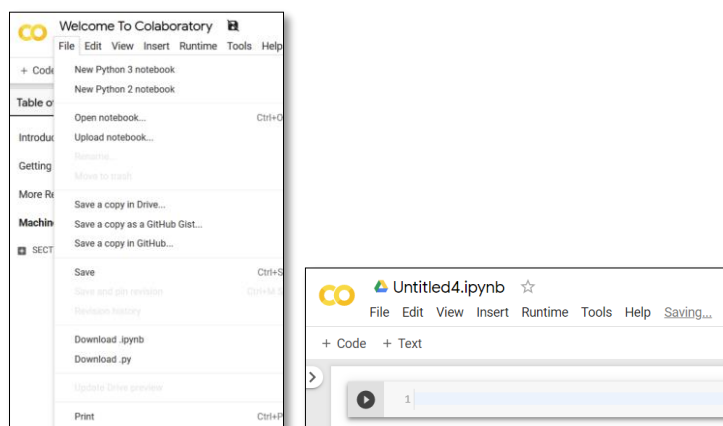 Welcome To Colaboratory
File Edit View Insert Runtime Tools Help
+ Code
New Python 3 notebook
New Python 2 notebook
Table o
Open notebook... Ctrl+O
Introduc
Upload notebook...
Rename...
Getting
Move to trash
More Re
Save a copy in Drive...
Machin
Save a copy as a GitHub Gist...
Save a copy in GitHub...
SECT
Save Ctrl+S
Save and pin revision Ctrl+M S
Revision history
Download .ipynb
Download .py
Update Drive preview
Print Ctrl+P
Untitled4.ipynb
File Edit View Insert Runtime Tools Help Saving...
+ Code + Text
1